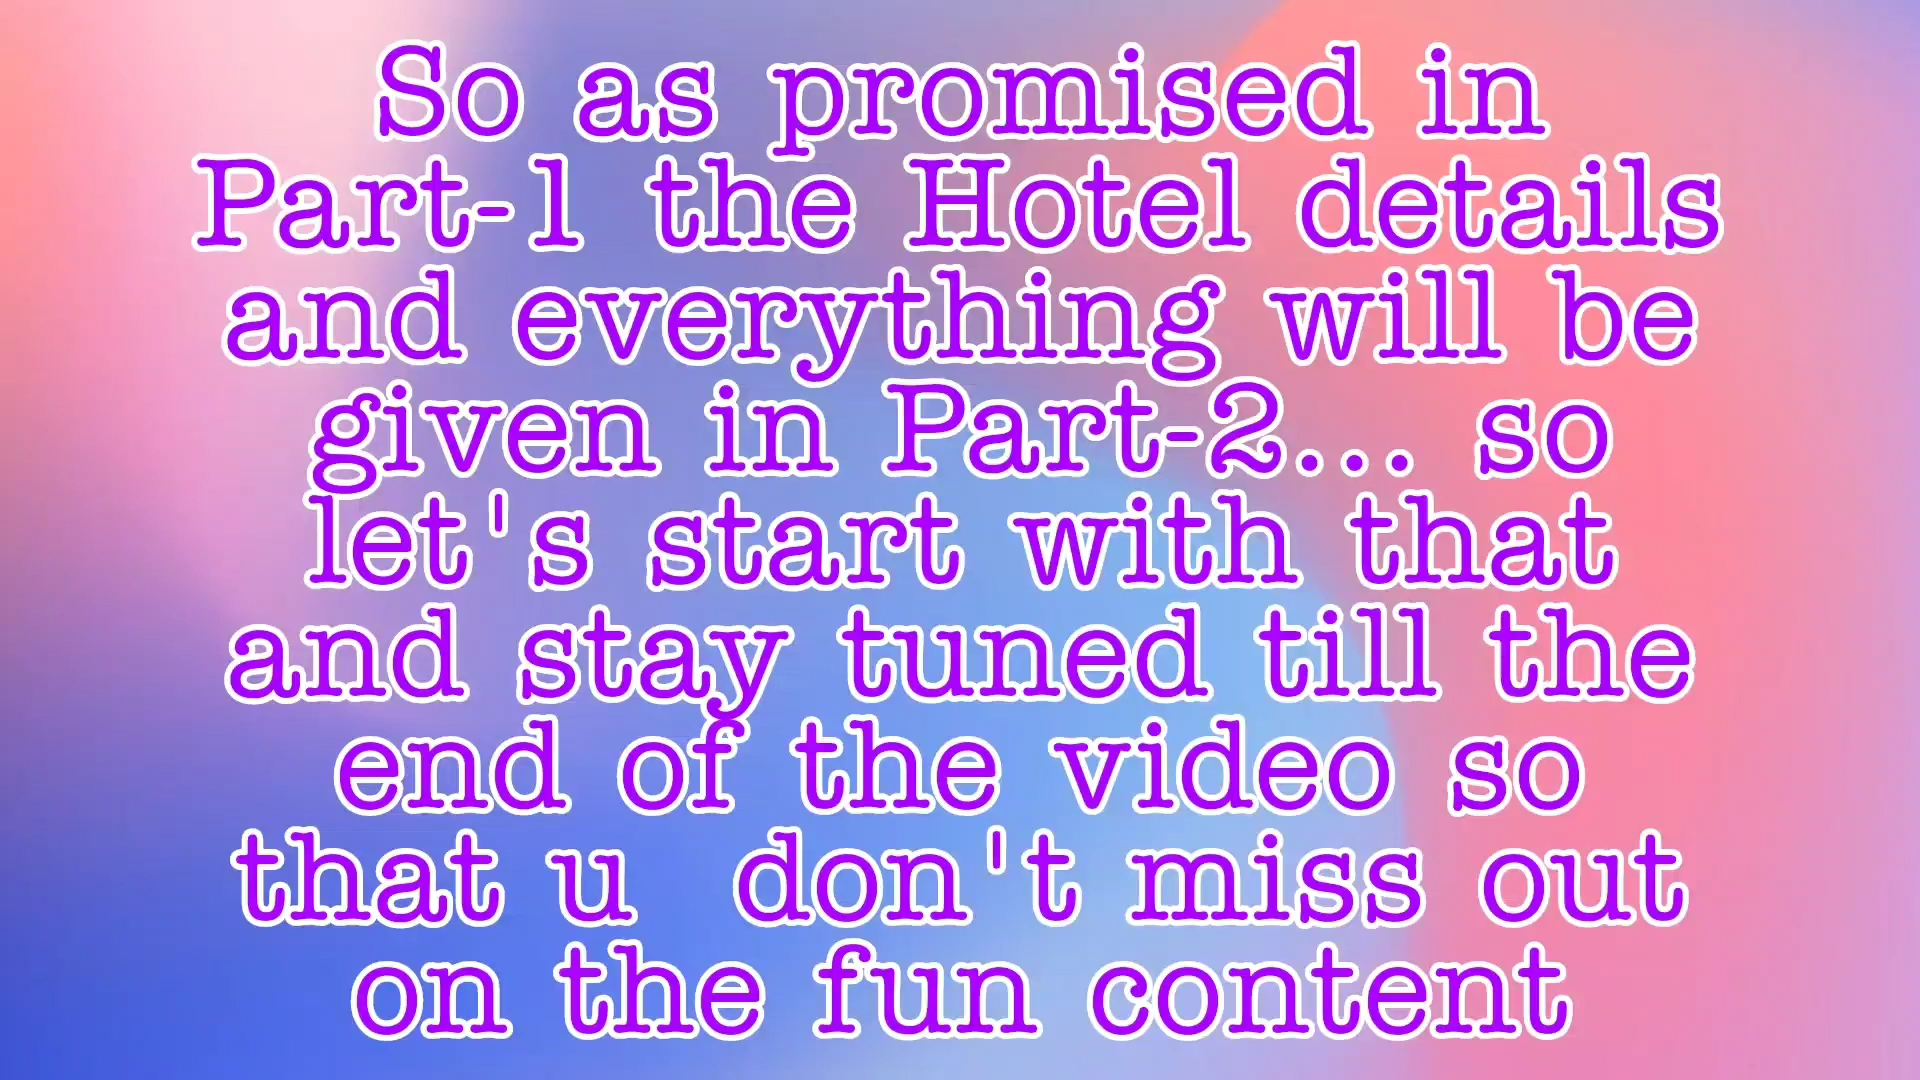 So as promised in
Part-1 the Hotel details
and everything will be
given in Part-2... so
let's start with that
and stay tuned till the
end of the video so
that u  don't miss out
on the fun content